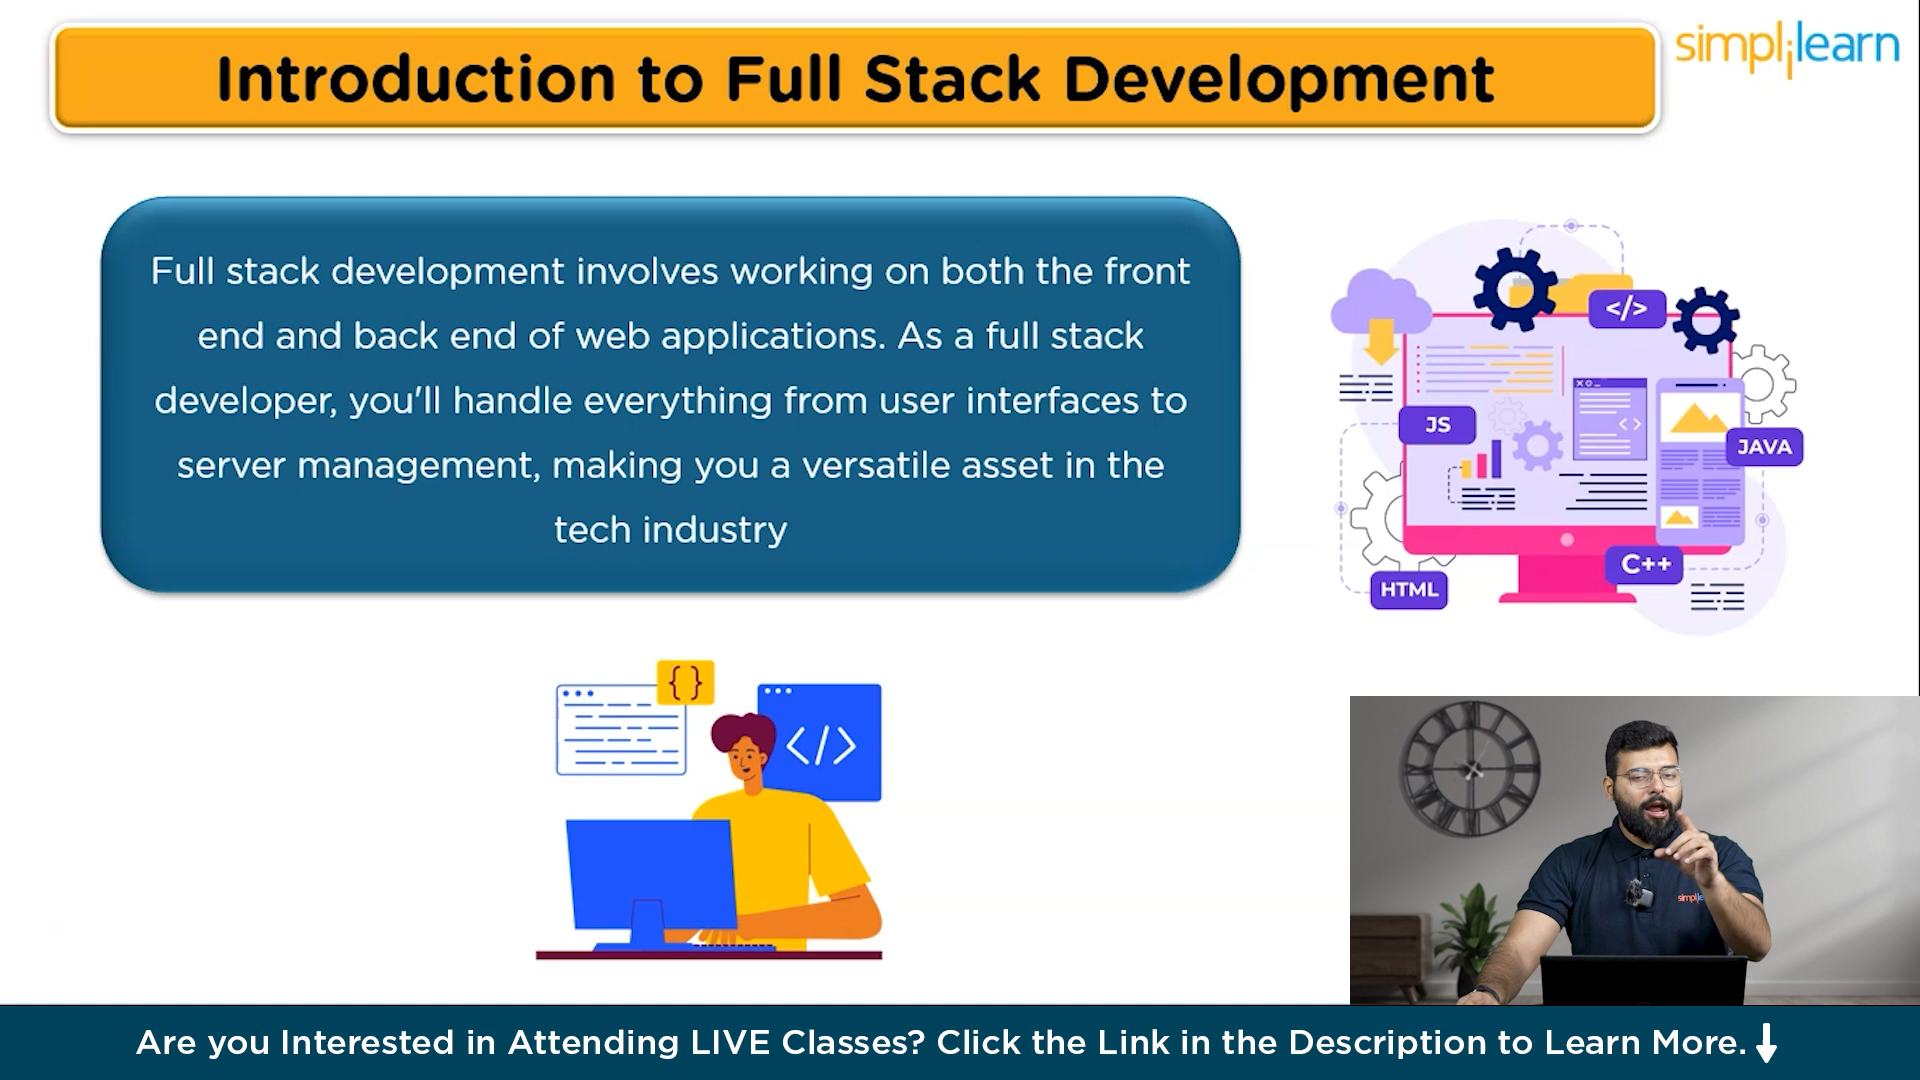 Introduction to Full Stack Development
simplilearn
Full stack development involves working on both the front
end and back end of web applications. As a full stack
developer, you'll handle everything from user interfaces to
server management, making you a versatile asset in the
tech industry
</>
JS
JAVA
C++
HTML
{}
</>
Are you Interested in Attending LIVE Classes? Click the Link in the Description to Learn More.